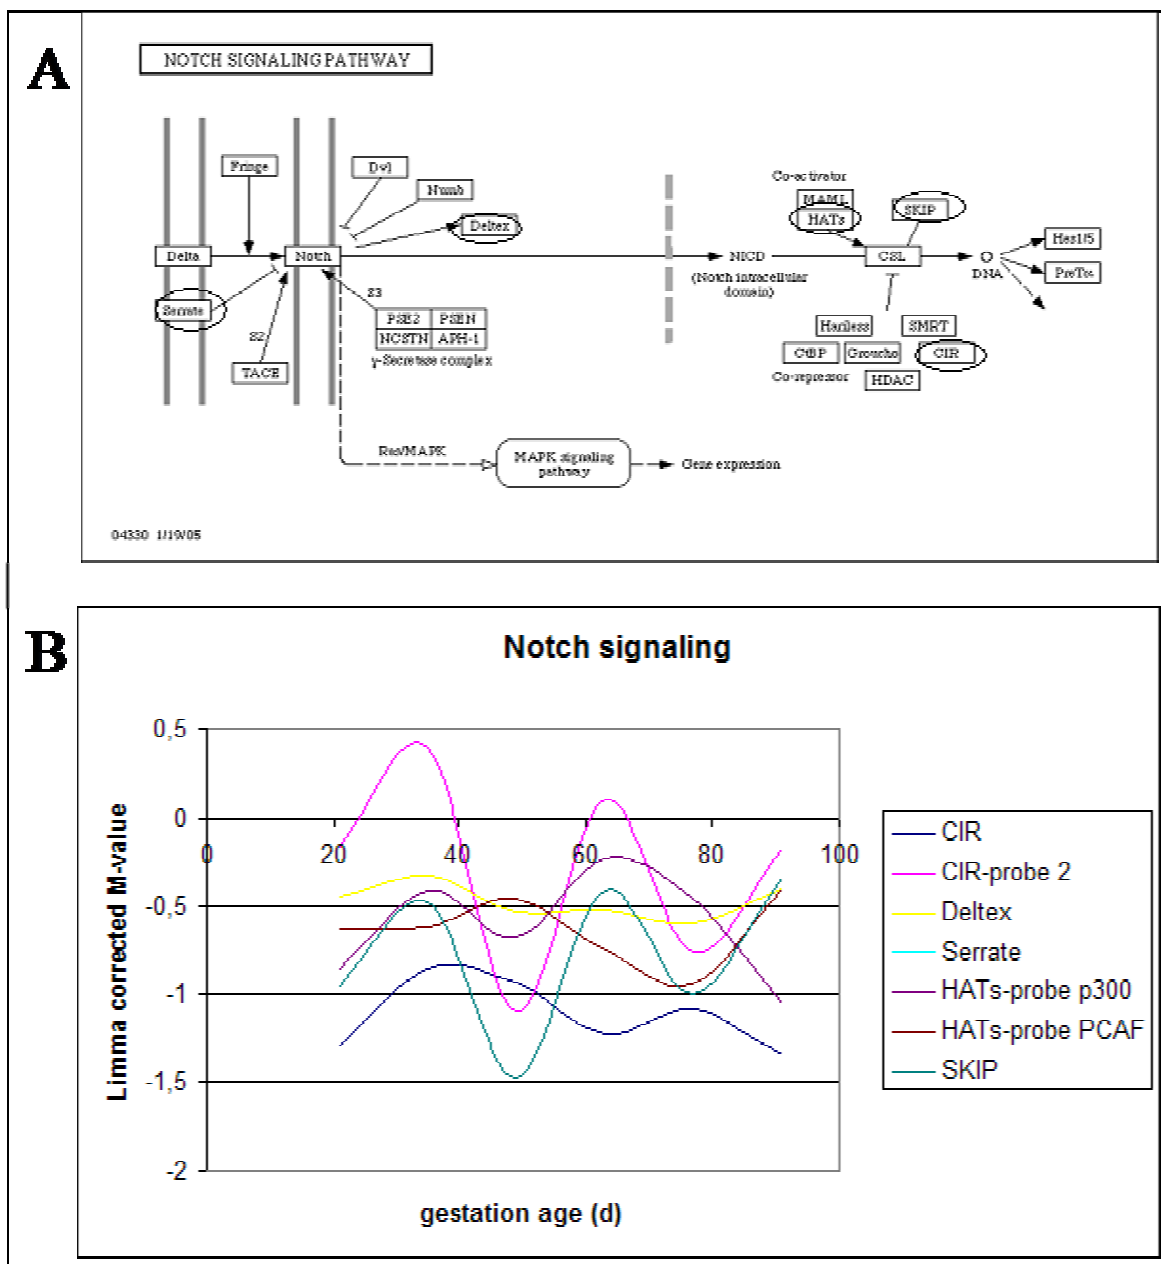 A
NOTCH SIGNALING PATHWAY
Fringe
Dvl
Numb
Deltex
Delta
Notch
Serrate
S2
TACE
S3
PSE2 PSEN
NCSTN APH-1
γ-Secretase complex
Co-activator
MAML
HATs
SKIP
NICD
(Notch intracellular
domain)
CSL
DNA
Hes1/5
PreTα
Hairless
SMRT
CtBP
Groucho
CIR
Co-repressor
HDAC
Ras/MAPK
MAPK signaling
pathway
Gene expression
04330 1/19/05
B
Notch signaling
Limma corrected M-value
0,5
0
-0,5
-1
-1,5
-2
0 20 40 60 80 100
gestation age (d)
CIR
CIR-probe 2
Deltex
Serrate
HATs-probe p300
HATs-probe PCAF
SKIP